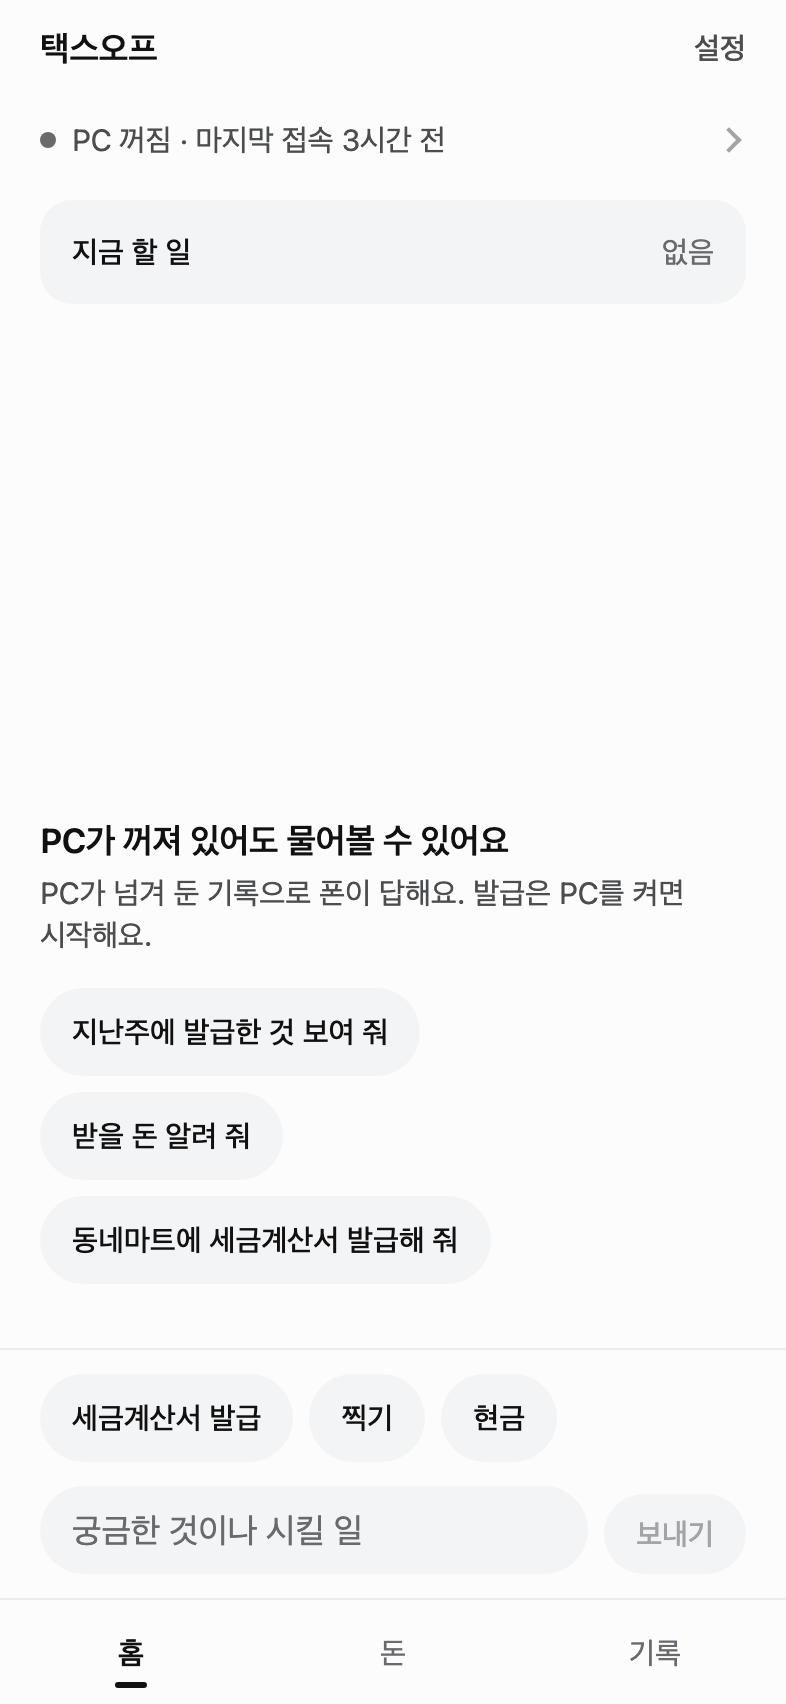 택스오프
설정
PC 꺼짐 · 마지막 접속 3시간 전
지금 할 일
없음
PC가 꺼져 있어도 물어볼 수 있어요
PC가 넘겨 둔 기록으로 폰이 답해요. 발급은 PC를 켜면
시작해요.
지난주에 발급한 것 보여 줘
받을 돈 알려 줘
동네마트에 세금계산서 발급해 줘
세금계산서 발급
찍기
현금
궁금한 것이나 시킬 일
보내기
홈
돈
기록